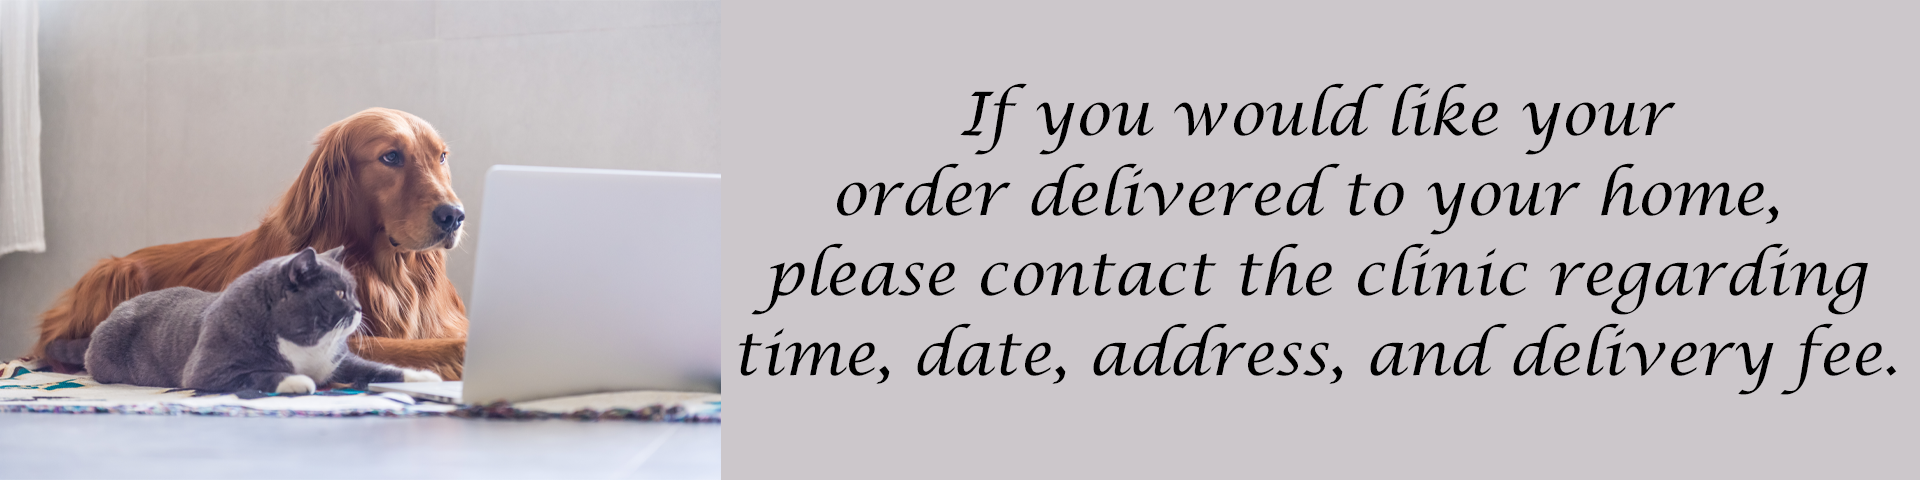 If you would like your
order delivered to your home,
please contact the clinic regarding
time, date, address, and delivery fee.